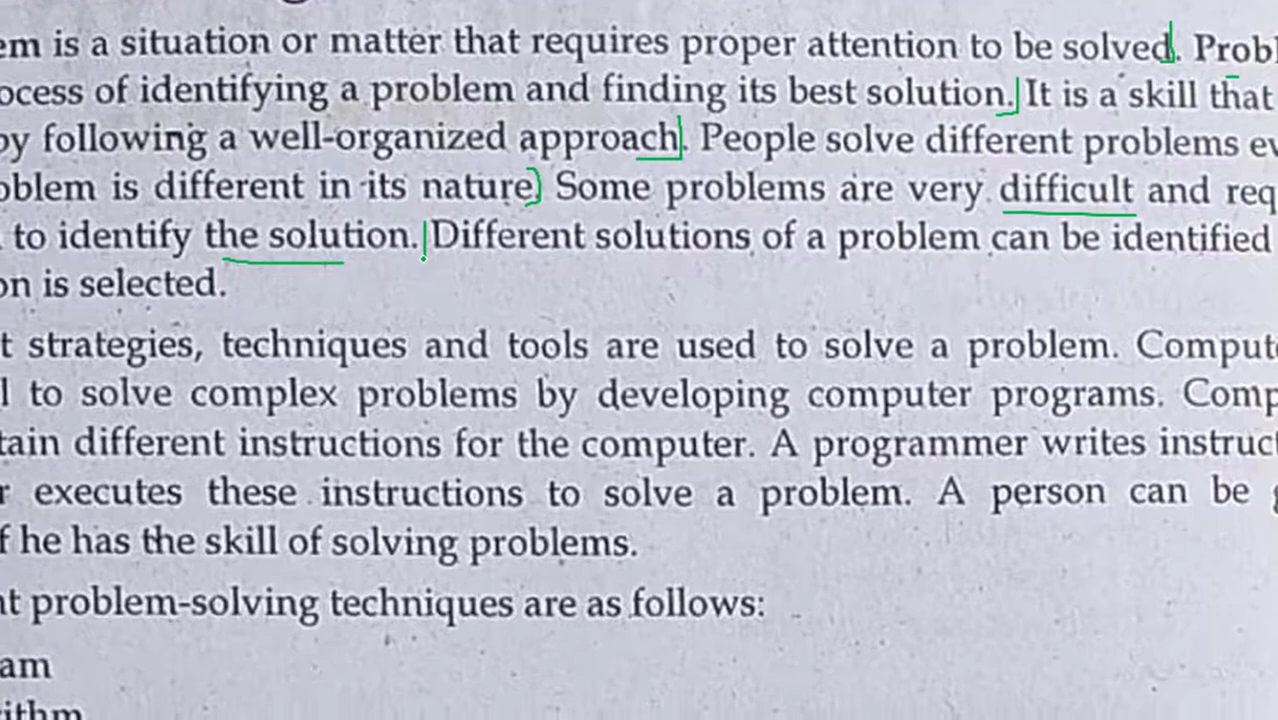 em is a situation or matter that requires proper attention to be solved. Probl
ocess of identifying a problem and finding its best solution. It is a skill that
by following a well-organized approach. People solve different problems ev
oblem is different in its nature. Some problems are very difficult and req
to identify the solution. Different solutions of a problem can be identified
on is selected.
t strategies, techniques and tools are used to solve a problem. Compute
l to solve complex problems by developing computer programs. Comp
tain different instructions for the computer. A programmer writes instruct
r executes these instructions to solve a problem. A person can be g
f he has the skill of solving problems.
nt problem-solving techniques are as follows:
am
rithm